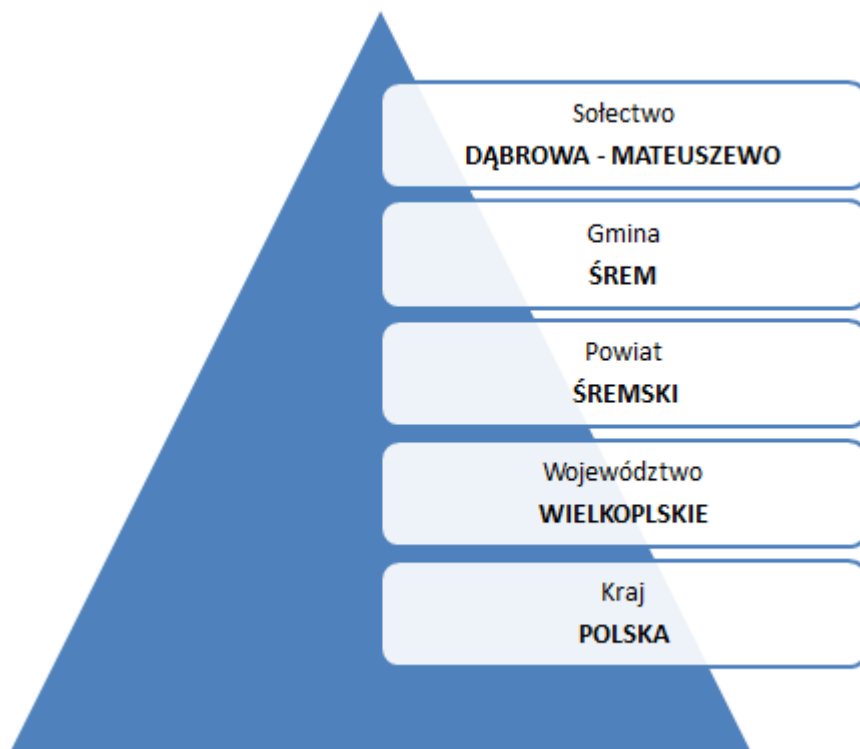 Sołectwo
DĄBROWA - MATEUSZEWO
Gmina
ŚREM
Powiat
ŚREMSKI
Województwo
WIELKOPLSKIE
Kraj
POLSKA